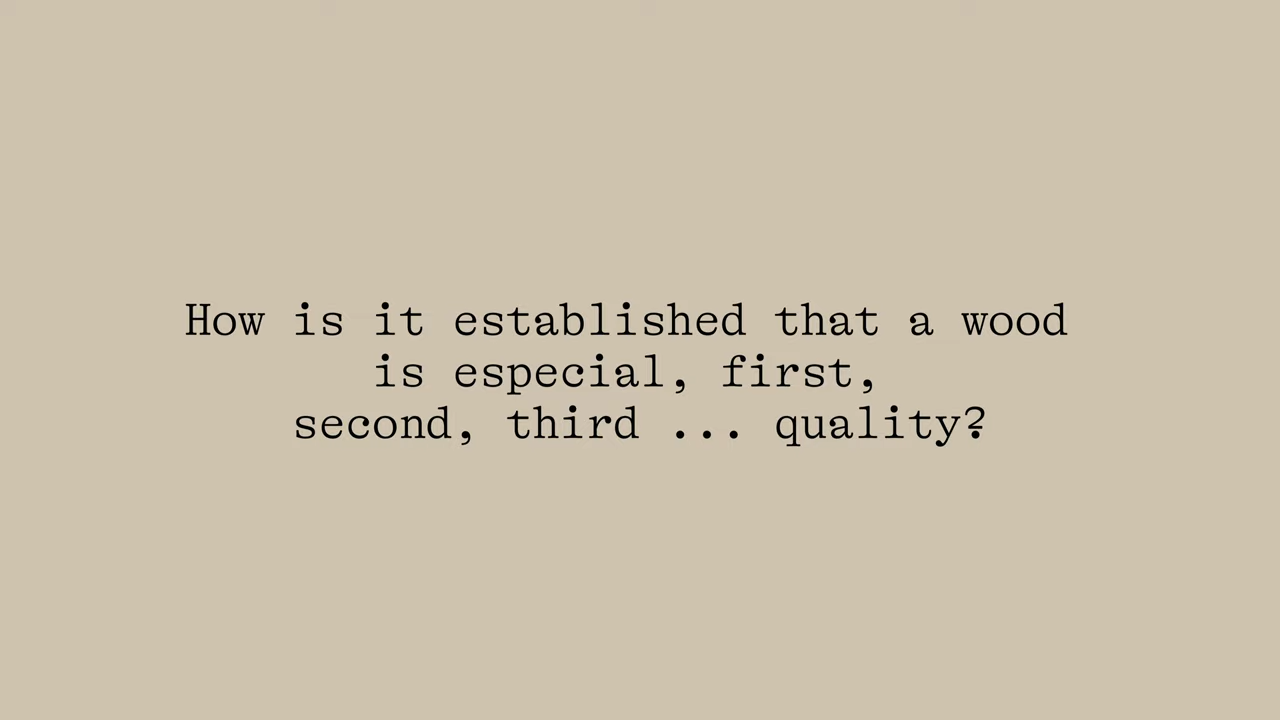 How is it established that a wood
is especial, first,
second, third ... quality?